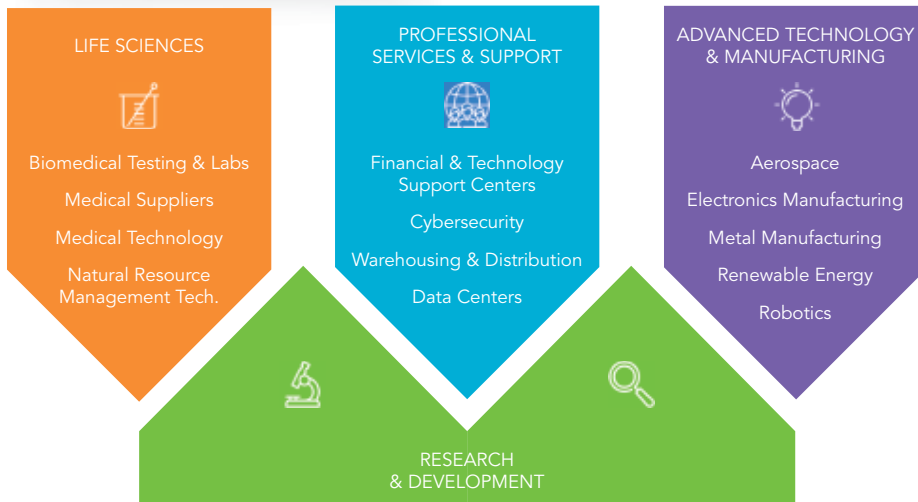 LIFE SCIENCES
Biomedical Testing & Labs
Medical Suppliers
Medical Technology
Natural Resource
Management Tech.
PROFESSIONAL
SERVICES & SUPPORT
Financial & Technology
Support Centers
Cybersecurity
Warehousing & Distribution
Data Centers
ADVANCED TECHNOLOGY
& MANUFACTURING
Aerospace
Electronics Manufacturing
Metal Manufacturing
Renewable Energy
Robotics
RESEARCH
& DEVELOPMENT